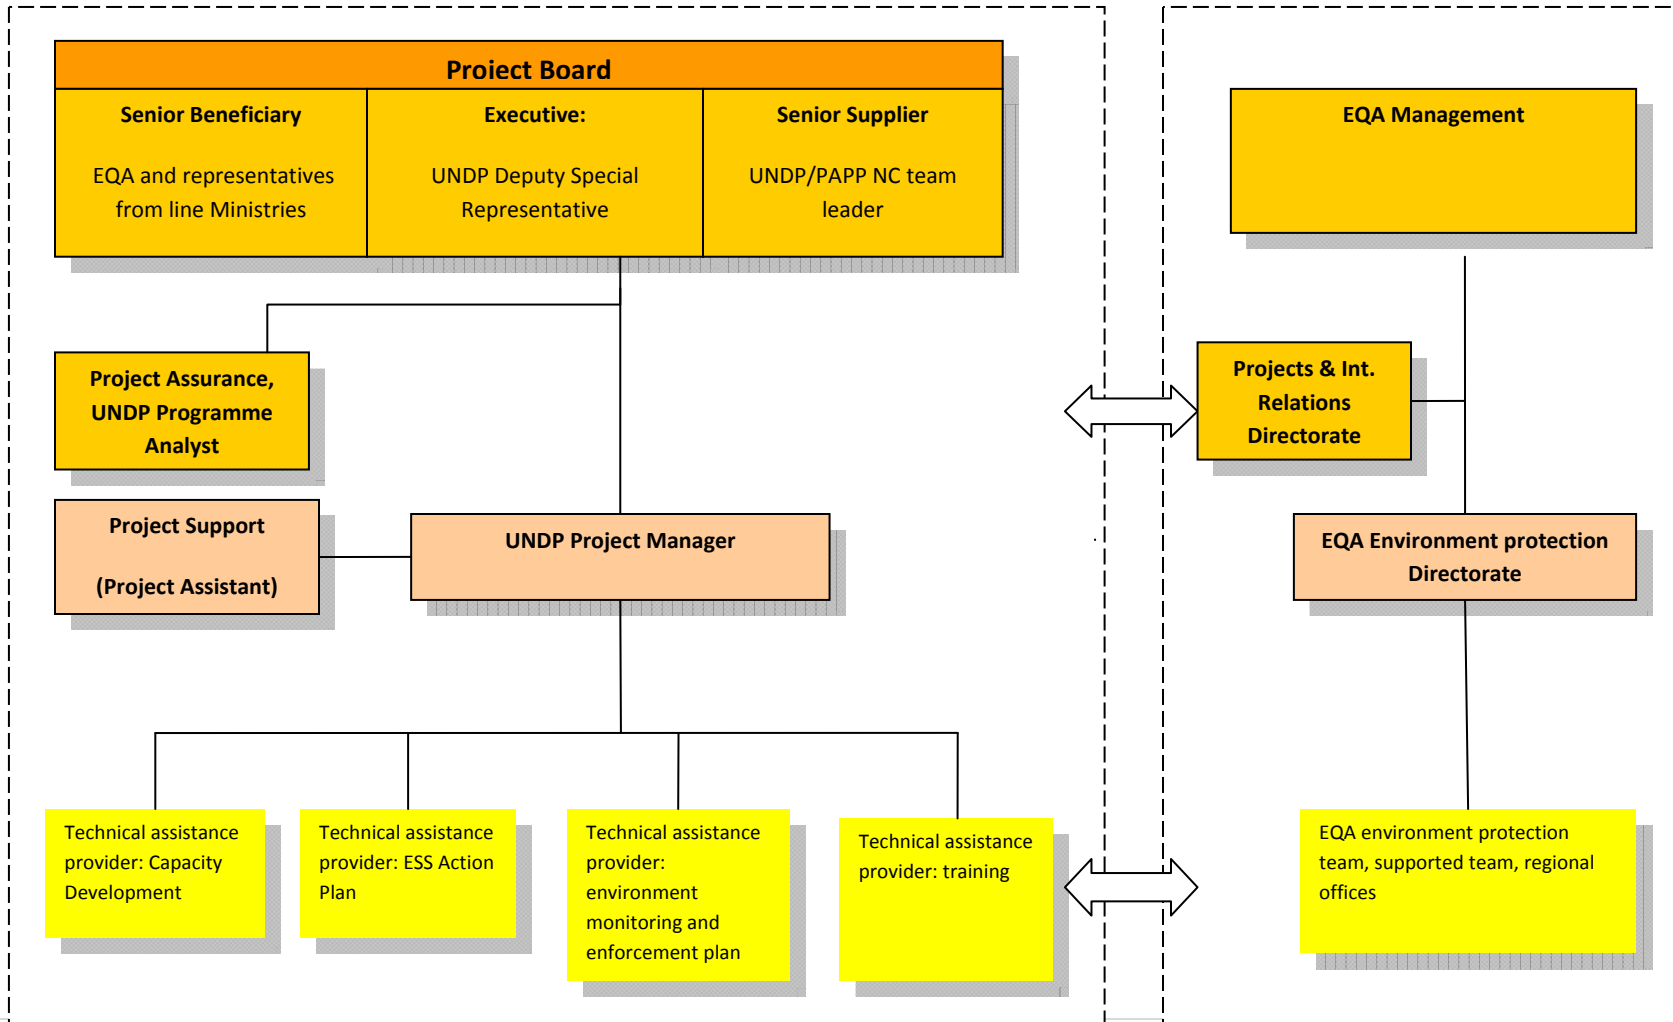 Project Board
Senior Beneficiary
EQA and representatives
from line Ministries
Executive:
UNDP Deputy Special
Representative
Senior Supplier
UNDP/PAPP NC team
leader
EQA Management
Project Assurance,
UNDP Programme
Analyst
Projects & Int.
Relations
Directorate
Project Support
(Project Assistant)
UNDP Project Manager
EQA Environment protection
Directorate
Technical assistance
provider: Capacity
Development
Technical assistance
provider: ESS Action
Plan
Technical assistance
provider:
environment
monitoring and
enforcement plan
Technical assistance
provider: training
EQA environment protection
team, supported team, regional
offices